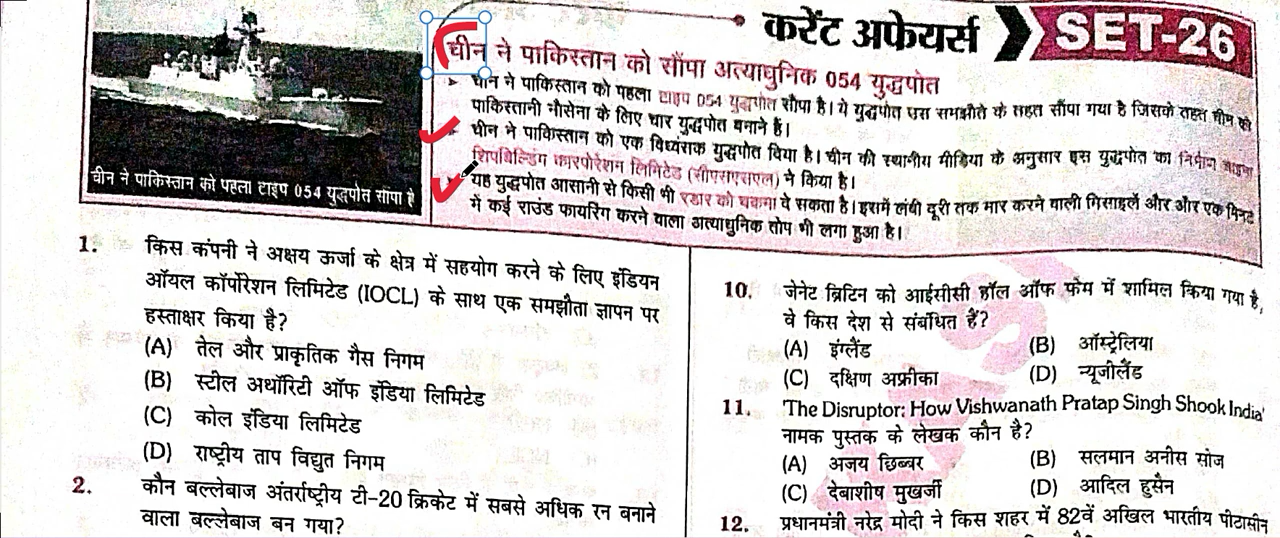 करेंट अफेयर्स SET-26
चीन ने पाकिस्तान को सौंपा अत्याधुनिक 054 युद्धपोत
चीन ने पाकिस्तान को पहला टाइप 054 युद्धपोत सौंपा है। ये युद्धपोत उस समझौते के तहत सौंपा गया है जिसके तहत चीन को
पाकिस्तानी नौसेना के लिए चार युद्धपोत बनाने हैं।
चीन ने पाकिस्तान को एक विध्वंसक युद्धपोत दिया है। चीन की स्थानीय मीडिया के अनुसार इस युद्धपोत का निर्माण चाइना
शिपबिल्डिंग कारपोरेशन लिमिटेड (सीएसएसएल) ने किया है।
यह युद्धपोत आसानी से किसी भी रडार को चकमा दे सकता है। इसमें लंबी दूरी तक मार करने वाली मिसाइलें और और एक मिनट
में कई राउंड फायरिंग करने वाला अत्याधुनिक तोप भी लगा हुआ है।
चीन ने पाकिस्तान को पहला टाइप 054 युद्धपोत सौंपा है
1. किस कंपनी ने अक्षय ऊर्जा के क्षेत्र में सहयोग करने के लिए इंडियन
ऑयल कॉर्पोरेशन लिमिटेड (IOCL) के साथ एक समझौता ज्ञापन पर
हस्ताक्षर किया है?
(A) तेल और प्राकृतिक गैस निगम
(B) स्टील अथॉरिटी ऑफ इंडिया लिमिटेड
(C) कोल इंडिया लिमिटेड
(D) राष्ट्रीय ताप विद्युत निगम
2. कौन बल्लेबाज अंतर्राष्ट्रीय टी-20 क्रिकेट में सबसे अधिक रन बनाने
वाला बल्लेबाज बन गया?
10. जेनेट ब्रिटिन को आईसीसी हॉल ऑफ फेम में शामिल किया गया है,
वे किस देश से संबंधित हैं?
(A) इंग्लैंड (B) ऑस्ट्रेलिया
(C) दक्षिण अफ्रीका (D) न्यूजीलैंड
11. 'The Disruptor: How Vishwanath Pratap Singh Shook India'
नामक पुस्तक के लेखक कौन है?
(A) अजय छिब्बर (B) सलमान अनीस सोज
(C) देबाशीष मुखर्जी (D) आदिल हुसैन
12. प्रधानमंत्री नरेंद्र मोदी ने किस शहर में 82वें अखिल भारतीय पीठासीन